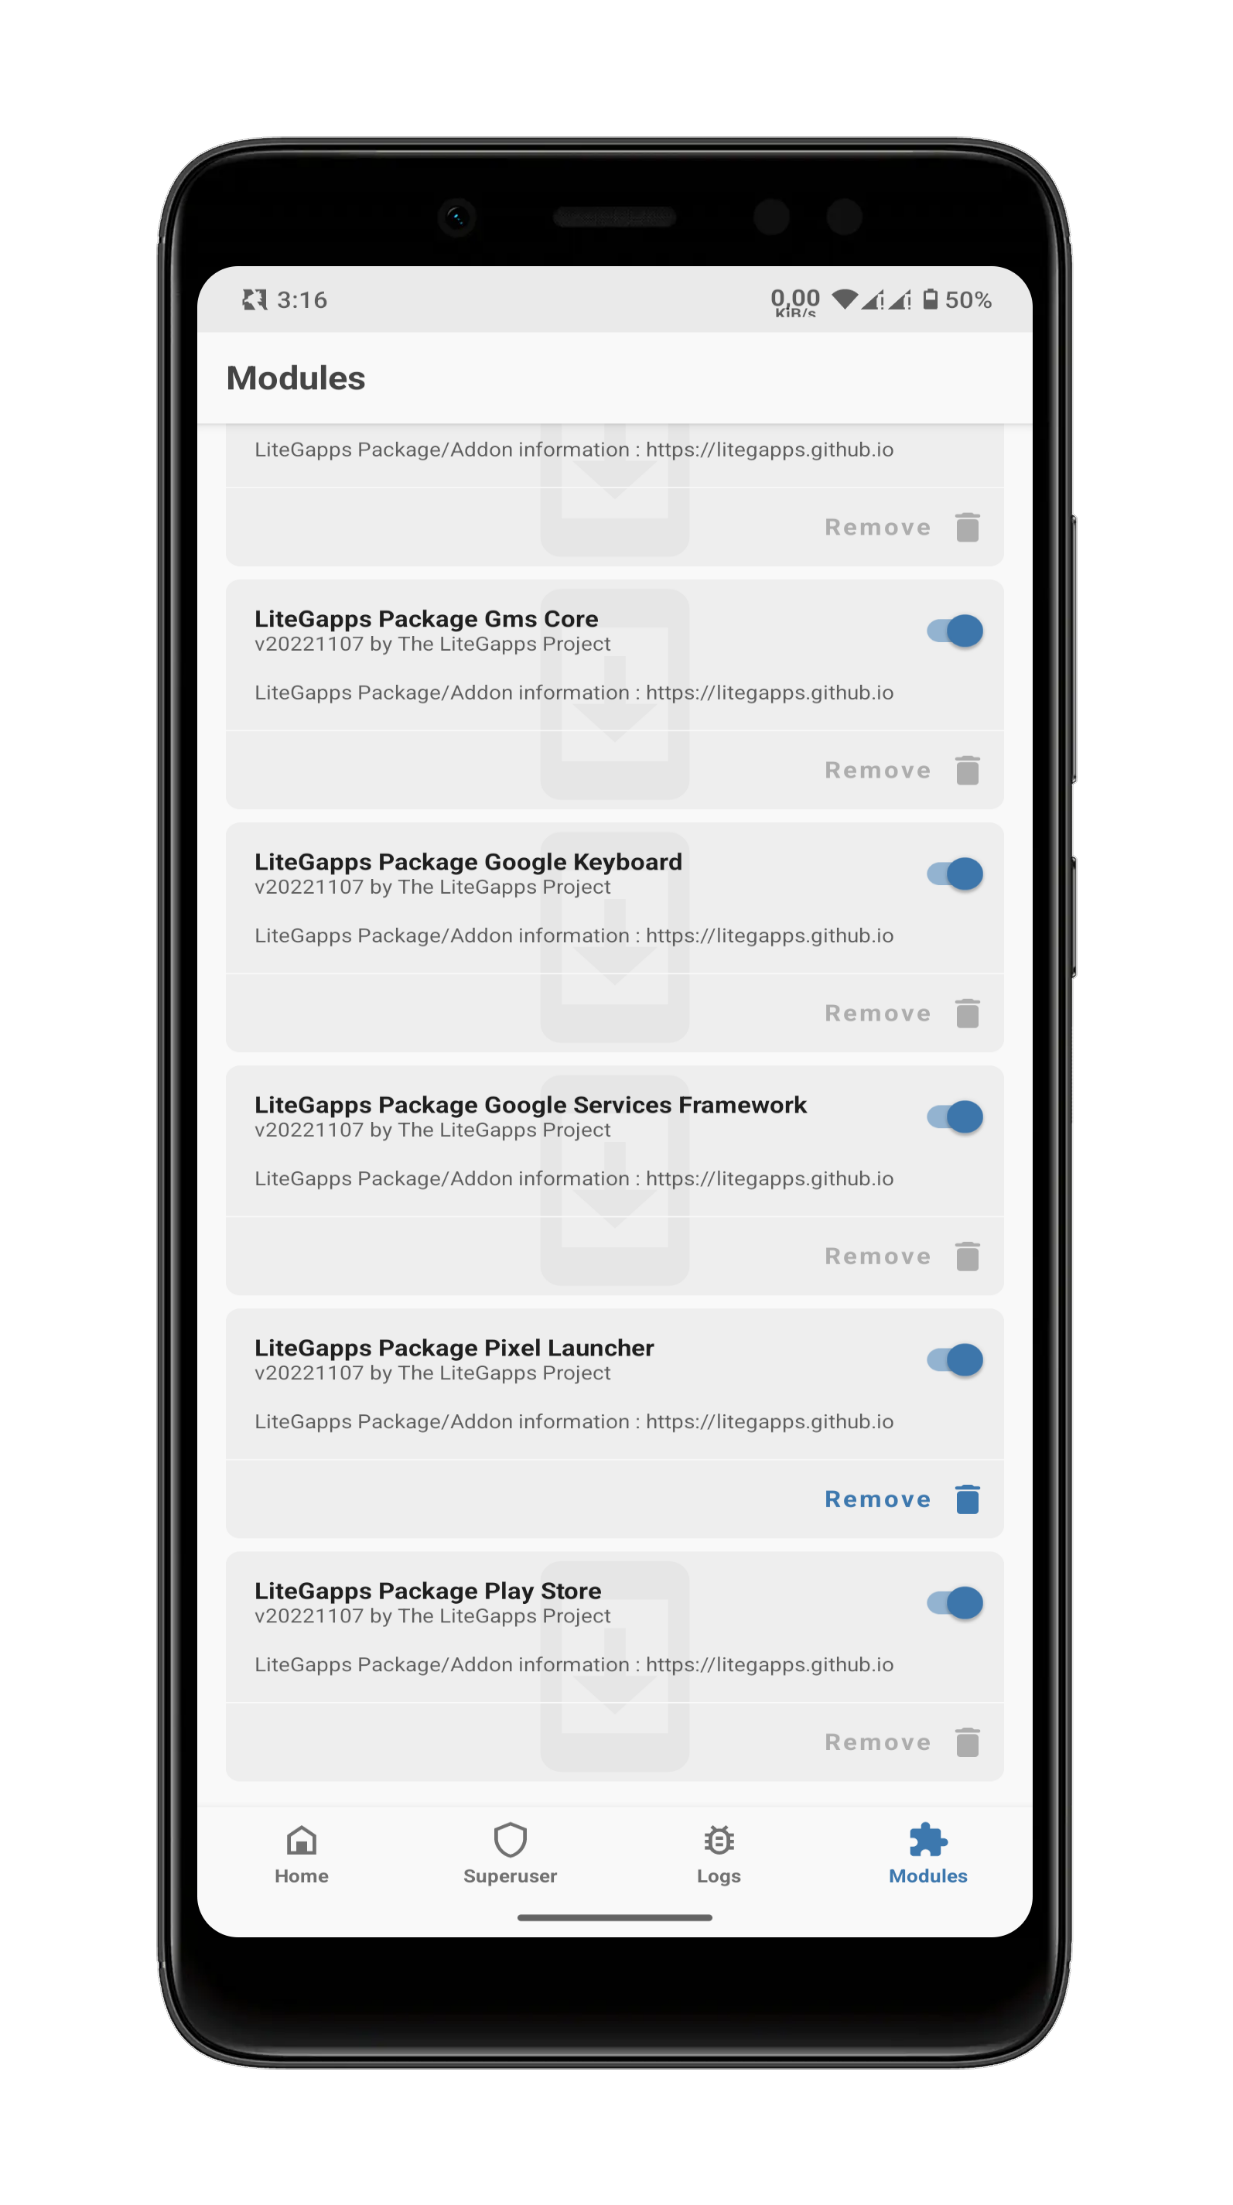 3:16
0,00
KiB/s
50%
Modules
LiteGapps Package/Addon information : https://litegapps.github.io
Remove
LiteGapps Package Gms Core
v20221107 by The LiteGapps Project
LiteGapps Package/Addon information : https://litegapps.github.io
Remove
LiteGapps Package Google Keyboard
v20221107 by The LiteGapps Project
LiteGapps Package/Addon information : https://litegapps.github.io
Remove
LiteGapps Package Google Services Framework
v20221107 by The LiteGapps Project
LiteGapps Package/Addon information : https://litegapps.github.io
Remove
LiteGapps Package Pixel Launcher
v20221107 by The LiteGapps Project
LiteGapps Package/Addon information : https://litegapps.github.io
Remove
LiteGapps Package Play Store
v20221107 by The LiteGapps Project
LiteGapps Package/Addon information : https://litegapps.github.io
Remove
Home
Superuser
Logs
Modules